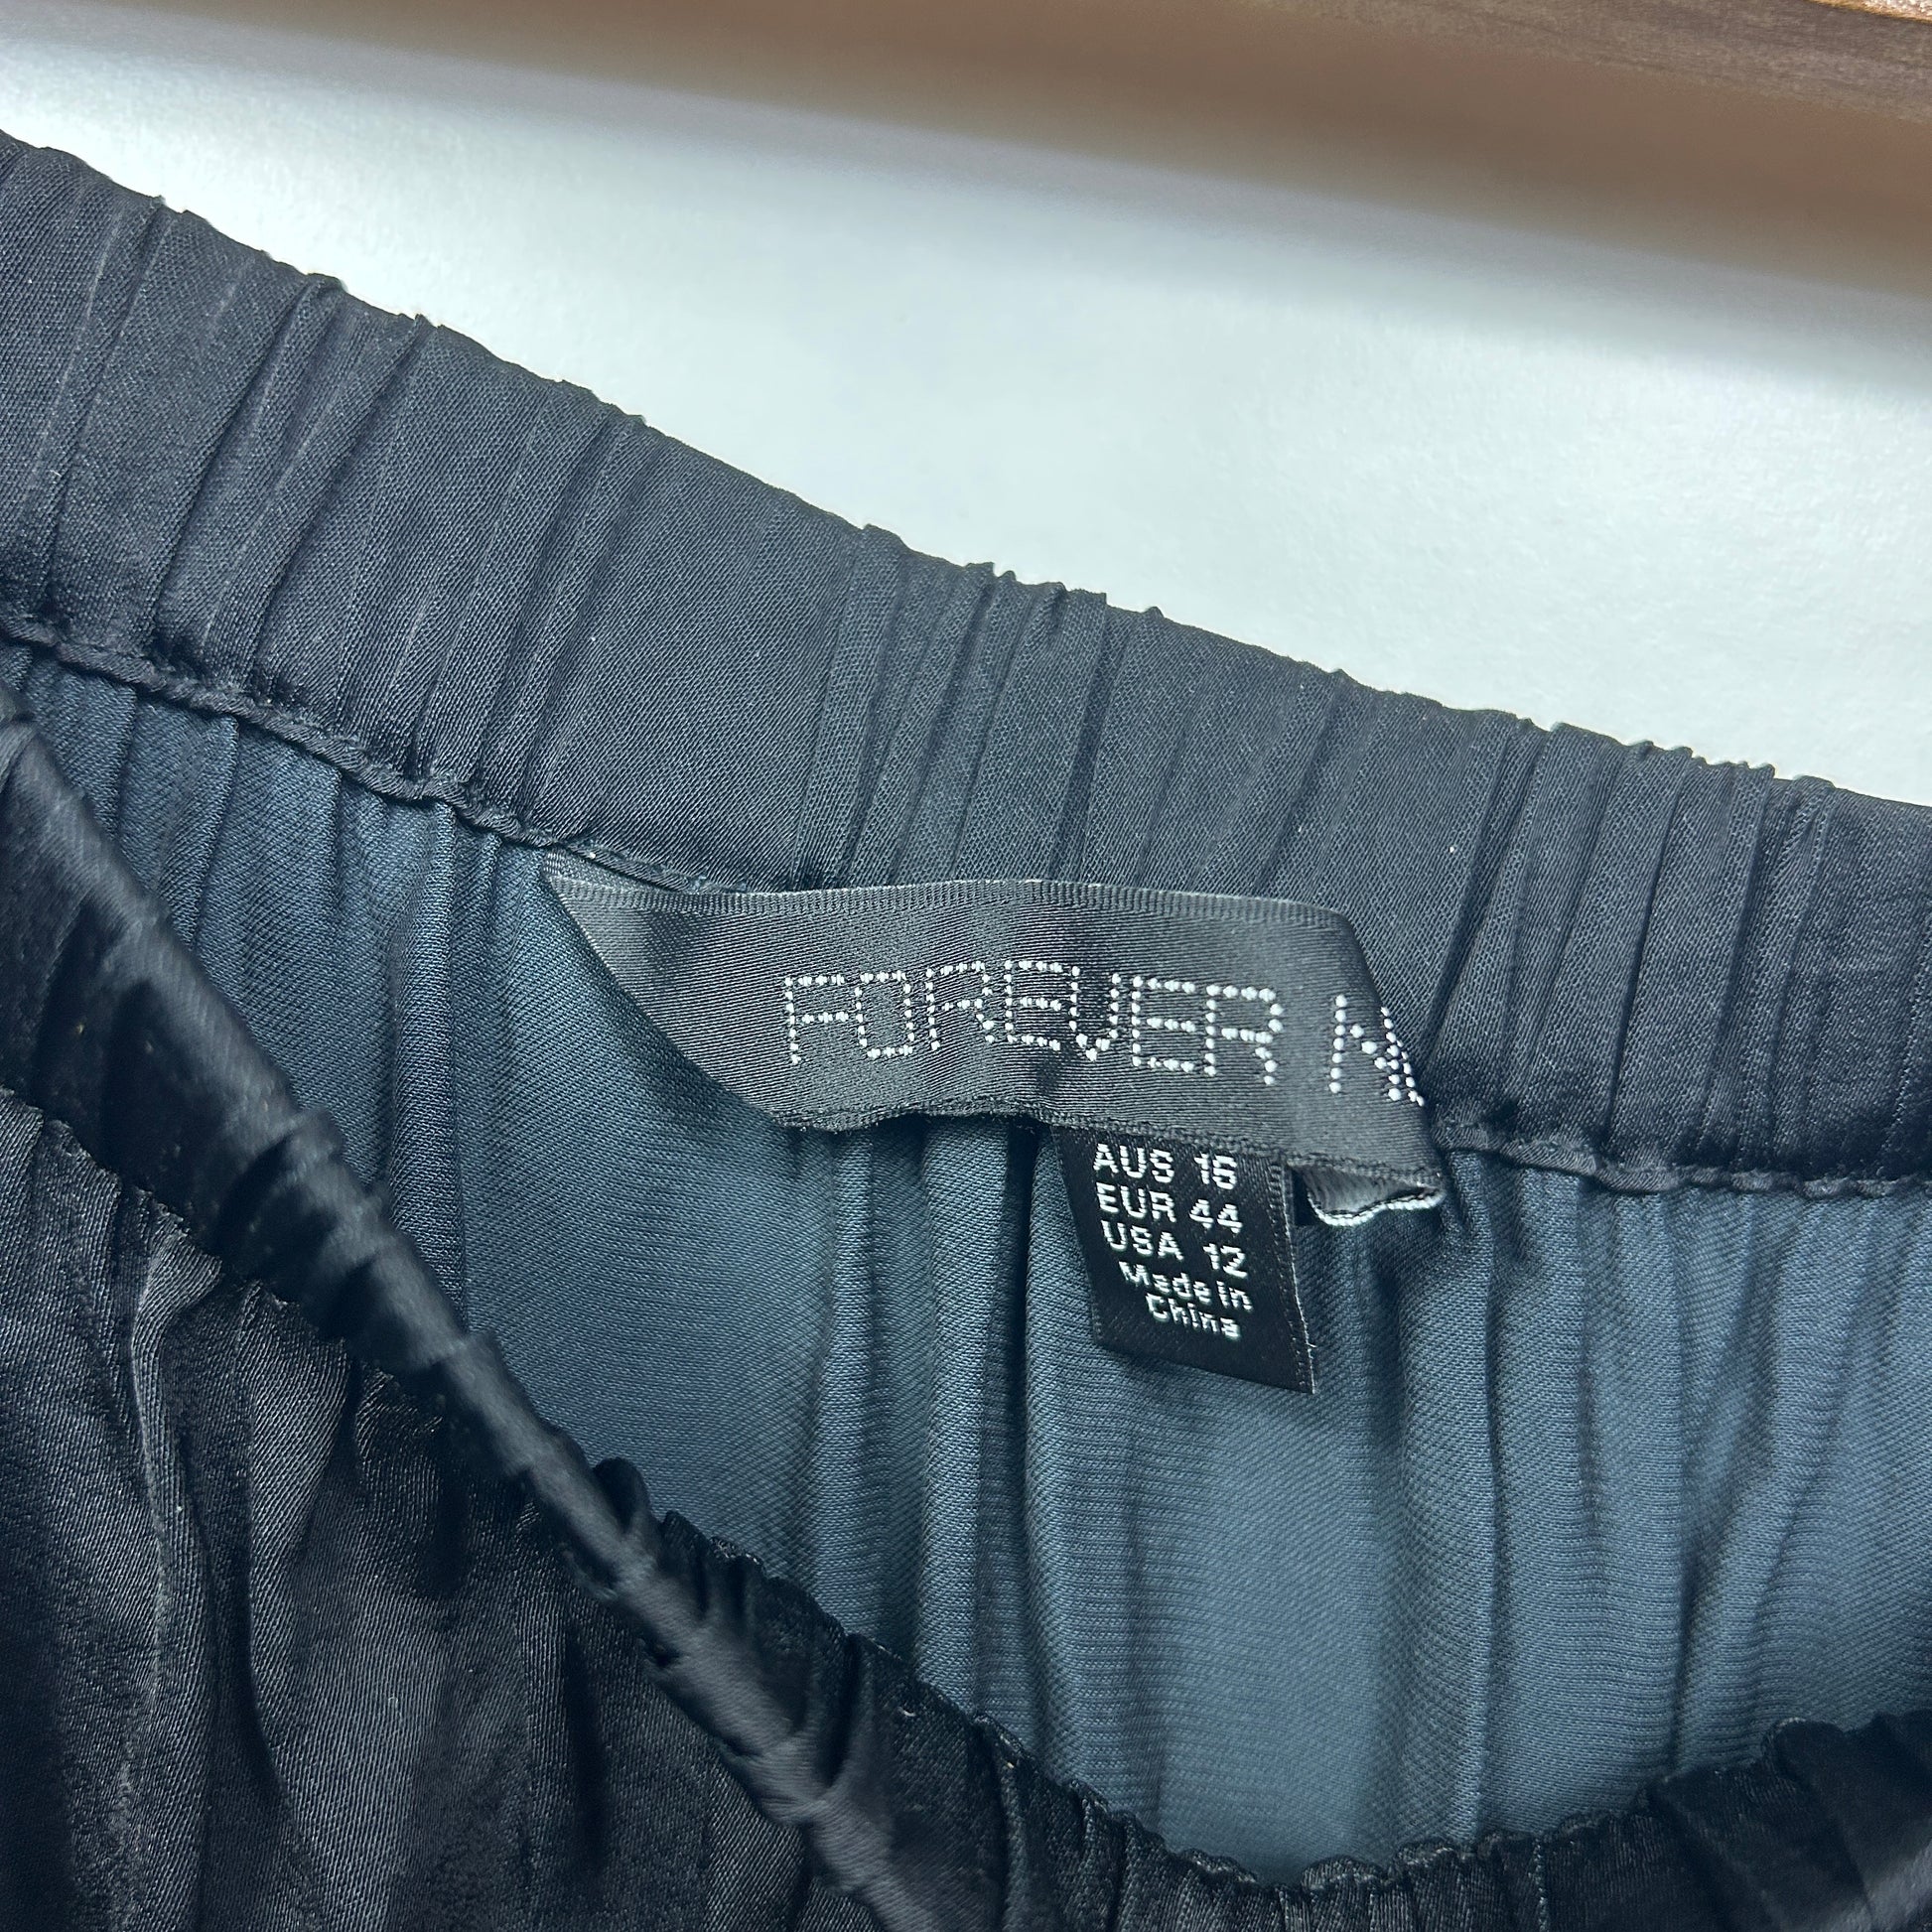 FOREVER N
AUS 16
EUR 44
USA 12
Made in
China